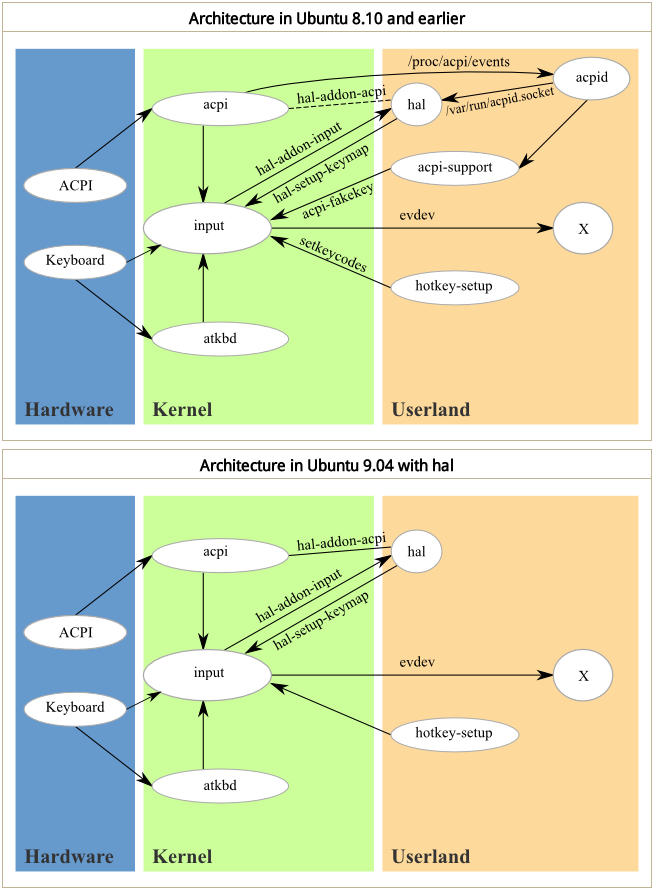 Architecture in Ubuntu 8.10 and earlier
/proc/acpi/events
acpid
acpi
hal-addon-acpi
hal
/var/run/acpid.socket
hal-addon-input
hal-setup-keymap
acpi-support
ACPI
acpi-fakekey
input
evdev
X
Keyboard
setkeycodes
hotkey-setup
atkbd
Hardware
Kernel
Userland
Architecture in Ubuntu 9.04 with hal
acpi
hal-addon-acpi
hal
hal-addon-input
hal-setup-keymap
ACPI
input
evdev
X
Keyboard
hotkey-setup
atkbd
Hardware
Kernel
Userland